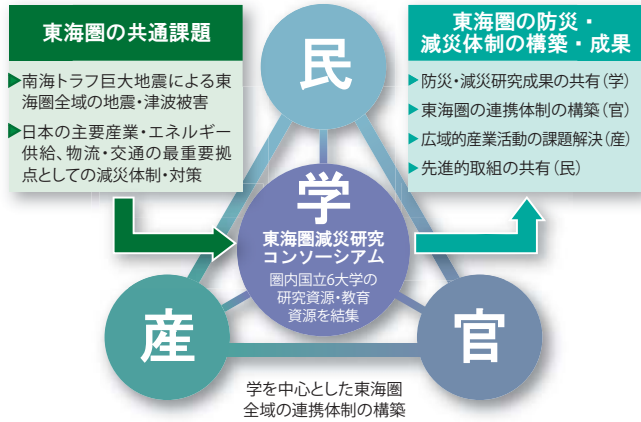 東海圏の共通課題
▶南海トラフ巨大地震による東
海圏全域の地震・津波被害
▶日本の主要産業・エネルギー
供給、物流・交通の最重要拠
点としての減災体制・対策
民
東海圏の防災・
減災体制の構築・成果
▶防災・減災研究成果の共有（学）
▶東海圏の連携体制の構築（官）
▶広域的産業活動の課題解決（産）
▶先進的取組の共有（民）
学
東海圏減災研究
コンソーシアム
圏内国立6大学の
研究資源・教育
資源を結集
産
官
学を中心とした東海圏
全域の連携体制の構築